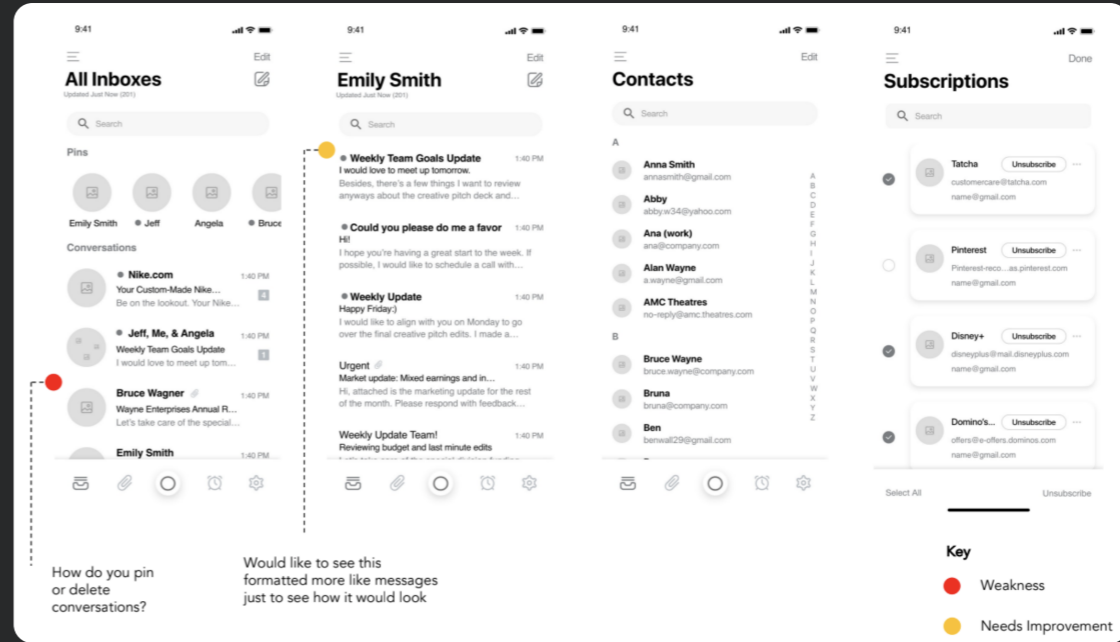 9:41
Edit
All Inboxes
Updated Just Now (201)
Search
Pins
Emily Smith
Jeff
Angela
Bruce
Conversations
Nike.com
1:40 PM
Your Custom-Made Nike...
4
Be on the lookout. Your Nike...
Jeff, Me, & Angela
1:40 PM
Weekly Team Goals Update
1
I would love to meet up tom...
Bruce Wagner
1:40 PM
Wayne Enterprises Annual R...
Let's take care of the special...
Emily Smith
1:40 PM
How do you pin
or delete
conversations?
9:41
Edit
Emily Smith
Updated Just Now (201)
Search
Weekly Team Goals Update
1:40 PM
I would love to meet up tomorrow.
Besides, there's a few things I want to review
anyways about the creative pitch deck and...
Could you please do me a favor
1:40 PM
Hi!
I hope you're having a great start to the week. If
possible, I would like to schedule a call with...
Weekly Update
1:40 PM
Happy Friday:)
I would like to align with you on Monday to go
over the final creative pitch edits. I made a...
Urgent
1:40 PM
Market update: Mixed earnings and in...
Hi, attached is the marketing update for the rest
of the month. Please respond with feedback...
Weekly Update Team!
1:40 PM
Reviewing budget and last minute edits
Would like to see this
formatted more like messages
just to see how it would look
9:41
Edit
Contacts
Search
A
Anna Smith
annasmith@gmail.com
Abby
abby.w34@yahoo.com
Ana (work)
ana@company.com
Alan Wayne
a.wayne@gmail.com
AMC Theatres
no-reply@amc.theatres.com
B
Bruce Wayne
bruce.wayne@company.com
Bruna
bruna@company.com
Ben
benwall29@gmail.com
A
B
C
D
E
F
G
H
I
J
K
L
M
N
O
P
Q
R
S
T
U
V
W
X
Y
Z
9:41
Done
Subscriptions
Search
Tatcha
Unsubscribe
customercare@tatcha.com
name@gmail.com
Pinterest
Unsubscribe
Pinterest-reco...as.pinterest.com
name@gmail.com
Disney+
Unsubscribe
disneyplus@mail.disneyplus.com
name@gmail.com
Domino's...
Unsubscribe
offers@e-offers.dominos.com
name@gmail.com
Select All
Unsubscribe
Key
Weakness
Needs Improvement